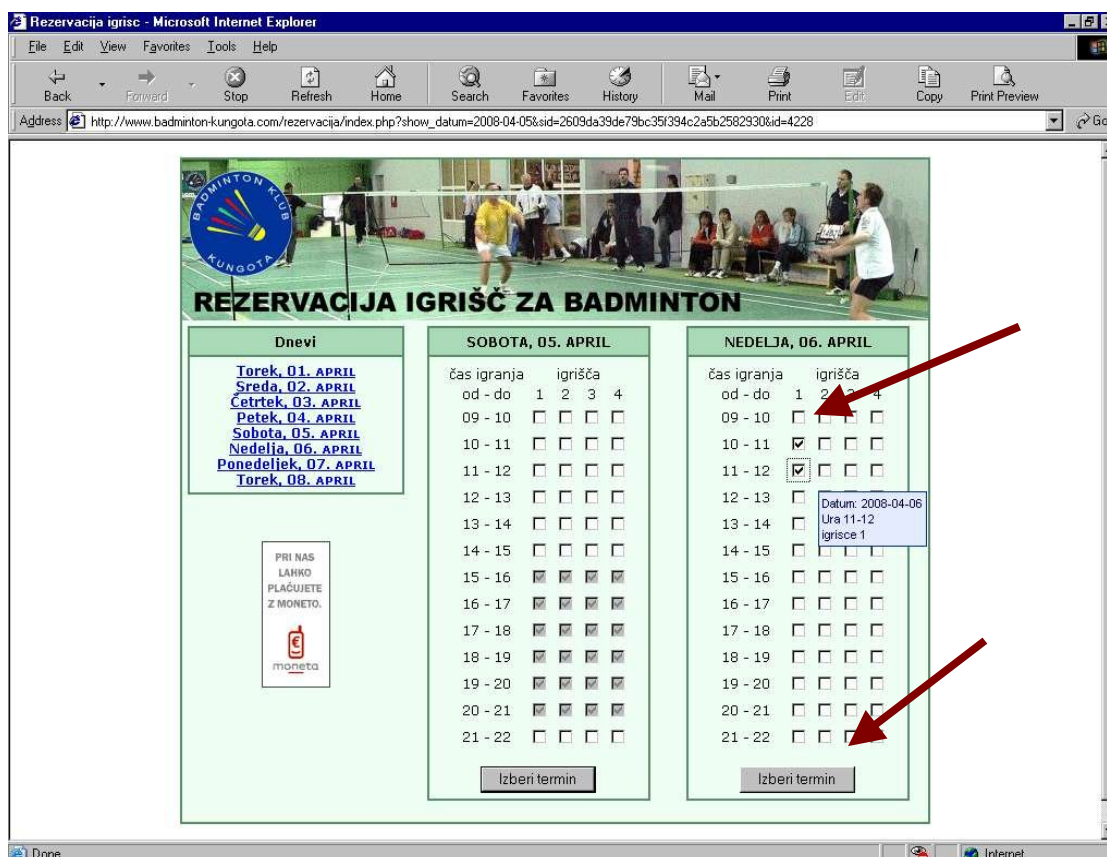 Rezervacija igrisc - Microsoft Internet Explorer
File Edit View Favorites Tools Help
Back Forward Stop Refresh Home Search Favorites History Mail Print Edit Copy Print Preview
Address http://www.badminton-kungota.com/rezervacija/index.php?show_datum=2008-04-05&sid=2609da39de79bc35f394c2a5b2582930&id=4228 Go
BADMINTON KLUB
KUNGOTA
REZERVACIJA IGRIŠČ ZA BADMINTON
Dnevi
Torek, 01. APRIL
Sreda, 02. APRIL
Četrtek, 03. APRIL
Petek, 04. APRIL
Sobota, 05. APRIL
Nedelja, 06. APRIL
Ponedeljek, 07. APRIL
Torek, 08. APRIL
PRI NAS
LAHKO
PLAČUJETE
Z MONETO.
moneta
SOBOTA, 05. APRIL
čas igranja igrišča
od - do 1 2 3 4
09 - 10
10 - 11
11 - 12
12 - 13
13 - 14
14 - 15
15 - 16
16 - 17
17 - 18
18 - 19
19 - 20
20 - 21
21 - 22
Izberi termin
NEDELJA, 06. APRIL
čas igranja igrišča
od - do 1 2 3 4
09 - 10
10 - 11
11 - 12
12 - 13
13 - 14
14 - 15
15 - 16
16 - 17
17 - 18
18 - 19
19 - 20
20 - 21
21 - 22
Izberi termin
Datum: 2008-04-06
Ura 11-12
igrisce 1
Done Internet